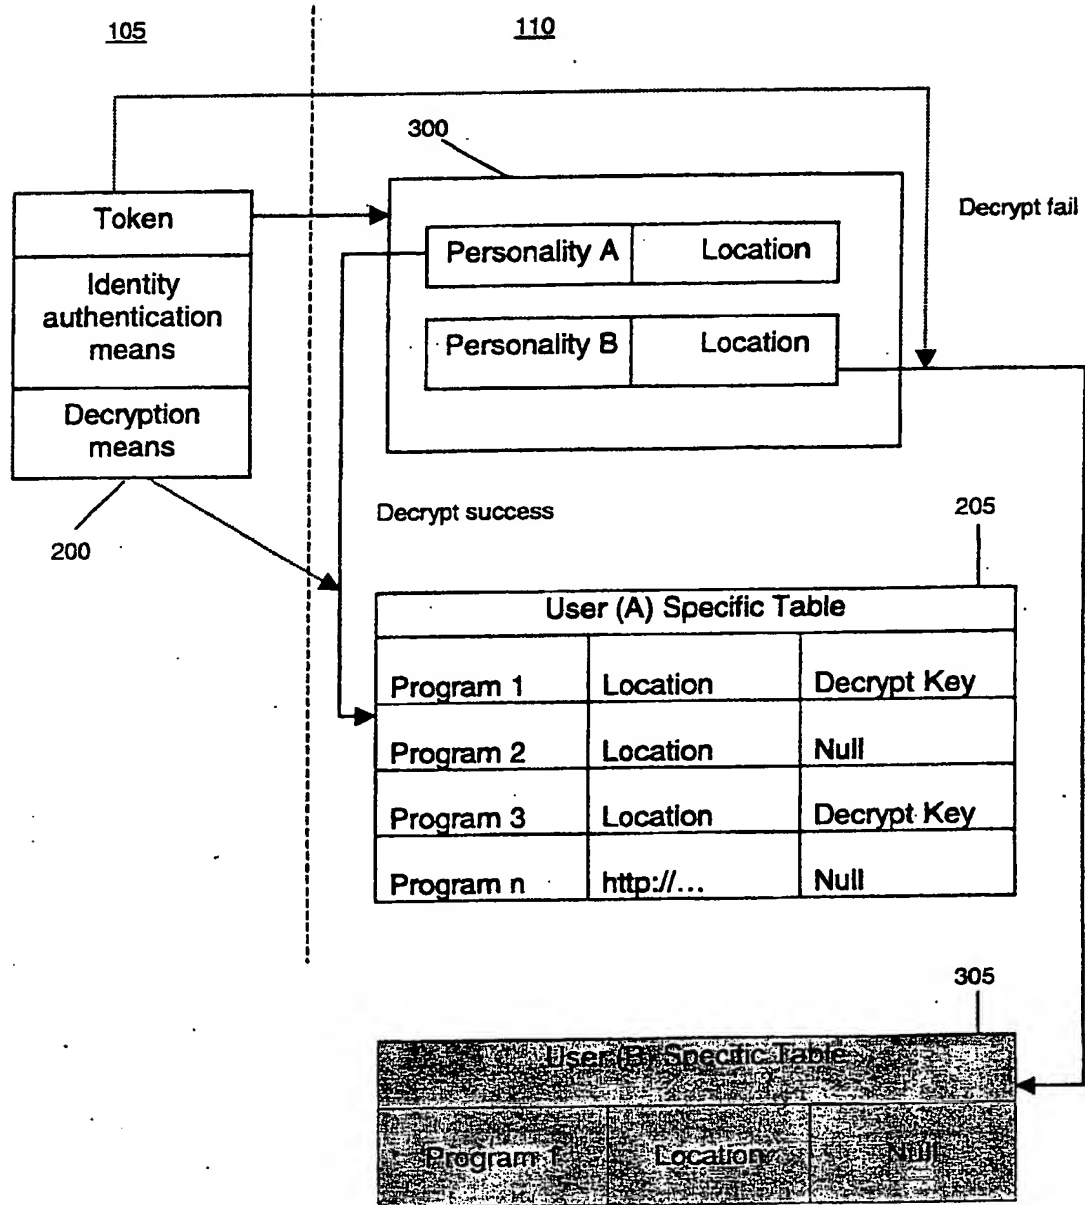 105
110
300
Token
Identity
authentication
means
Decryption
means
200
Personality A Location
Personality B Location
Decrypt fail
Decrypt success
205
User (A) Specific Table
Program 1 Location Decrypt Key
Program 2 Location Null
Program 3 Location Decrypt Key
Program n http://... Null
305
User (B) Specific Table
Program 1 Location Null